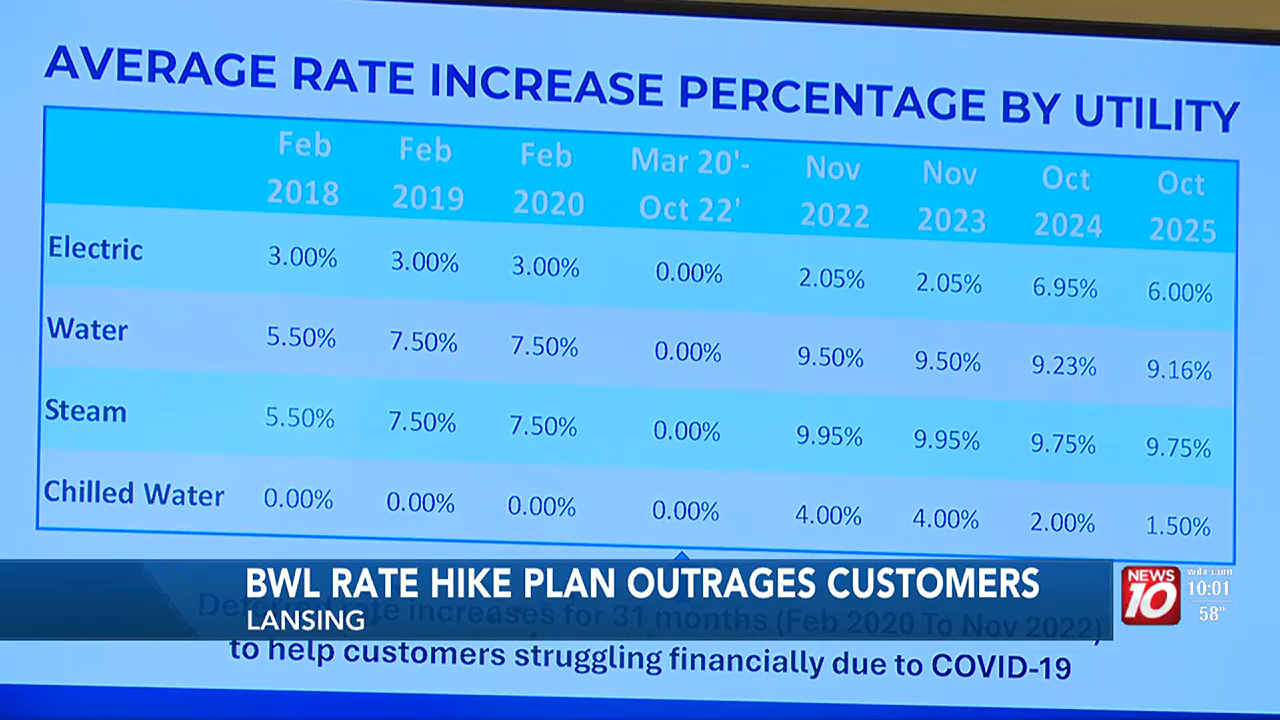 AVERAGE RATE INCREASE PERCENTAGE BY UTILITY
Feb 2018 Feb 2019 Feb 2020 Mar 20'- Oct 22' Nov 2022 Nov 2023 Oct 2024 Oct 2025
Electric 3.00% 3.00% 3.00% 0.00% 2.05% 2.05% 6.95% 6.00%
Water 5.50% 7.50% 7.50% 0.00% 9.50% 9.50% 9.23% 9.16%
Steam 5.50% 7.50% 7.50% 0.00% 9.95% 9.95% 9.75% 9.75%
Chilled Water 0.00% 0.00% 0.00% 0.00% 4.00% 4.00% 2.00% 1.50%
Deferred rate increases for 31 months (Feb 2020 To Nov 2022),
to help customers struggling financially due to COVID-19
BWL RATE HIKE PLAN OUTRAGES CUSTOMERS
LANSING
NEWS
10
wilx.com
10:01
58°